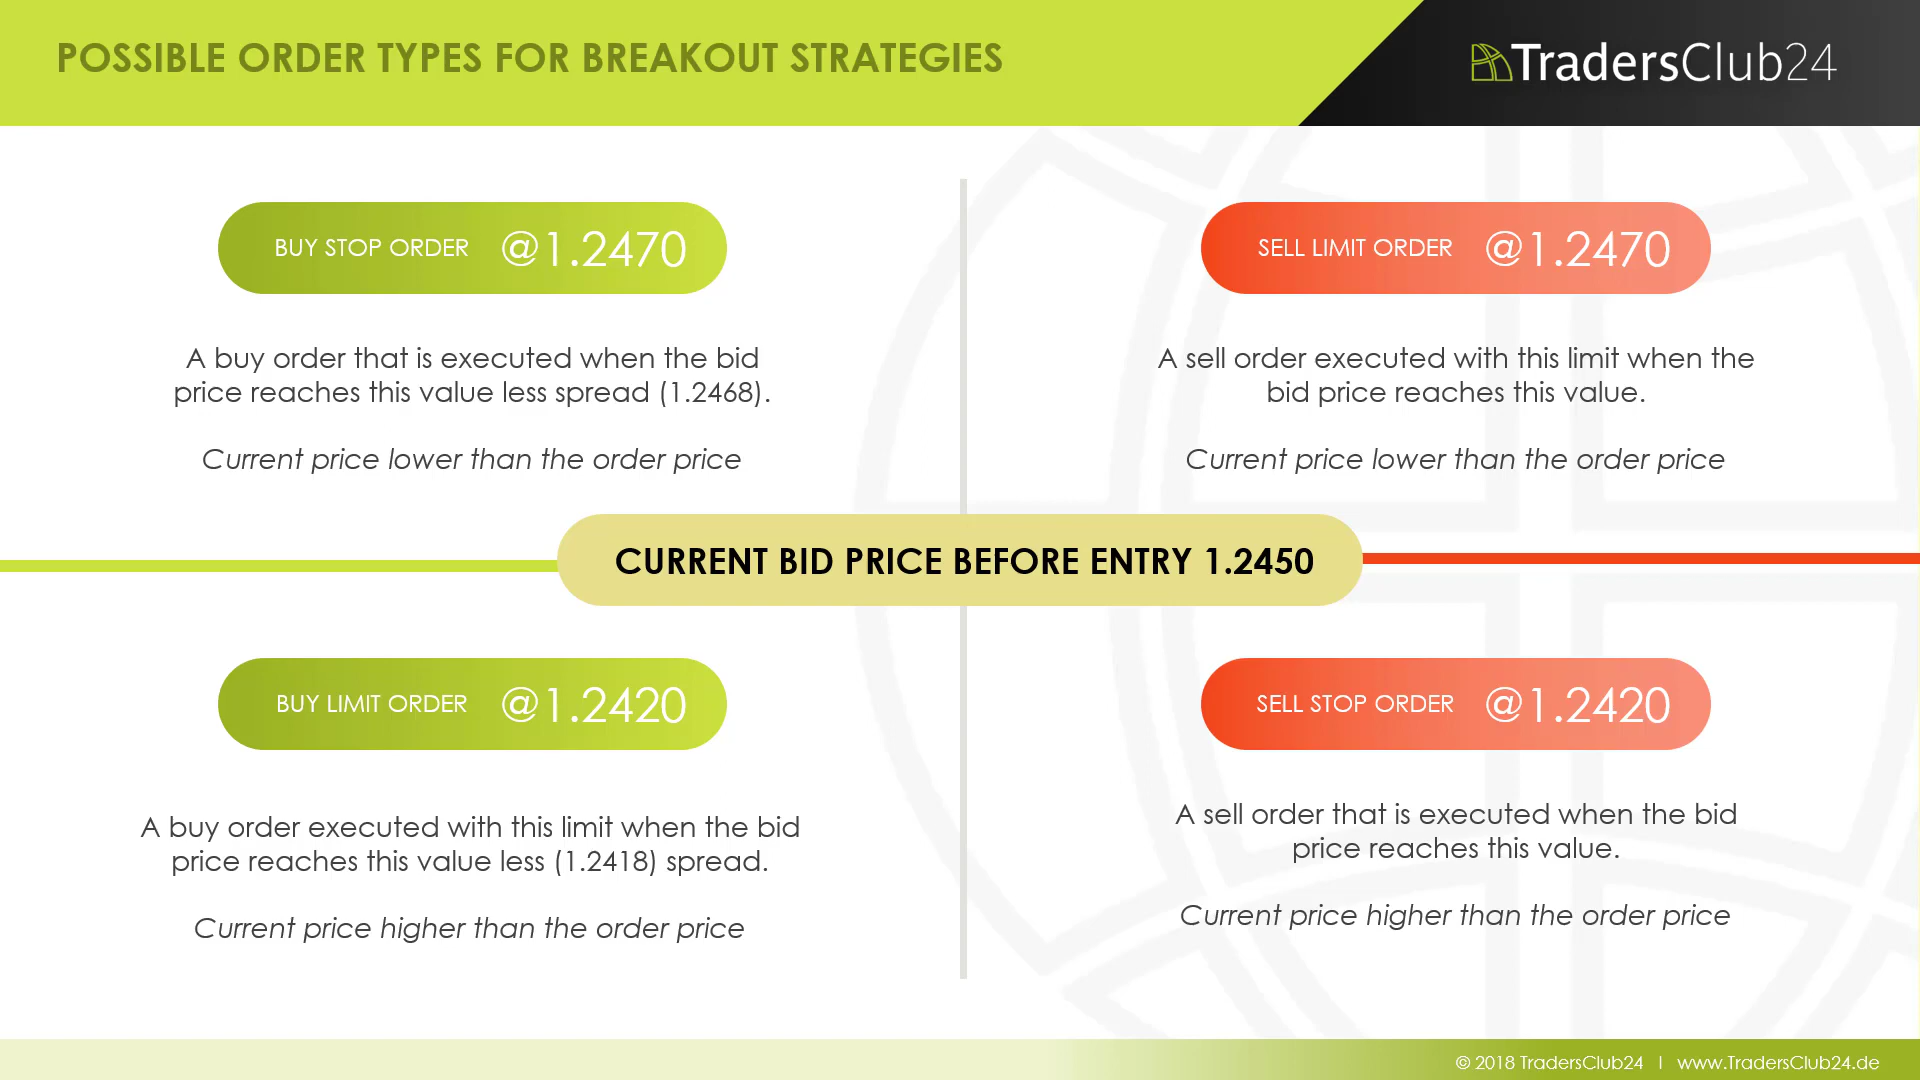 POSSIBLE ORDER TYPES FOR BREAKOUT STRATEGIES
TradersClub24
BUY STOP ORDER @1.2470
A buy order that is executed when the bid
price reaches this value less spread (1.2468).
Current price lower than the order price
SELL LIMIT ORDER @1.2470
A sell order executed with this limit when the
bid price reaches this value.
Current price lower than the order price
CURRENT BID PRICE BEFORE ENTRY 1.2450
BUY LIMIT ORDER @1.2420
A buy order executed with this limit when the bid
price reaches this value less (1.2418) spread.
Current price higher than the order price
SELL STOP ORDER @1.2420
A sell order that is executed when the bid
price reaches this value.
Current price higher than the order price
© 2018 TradersClub24 | www.TradersClub24.de